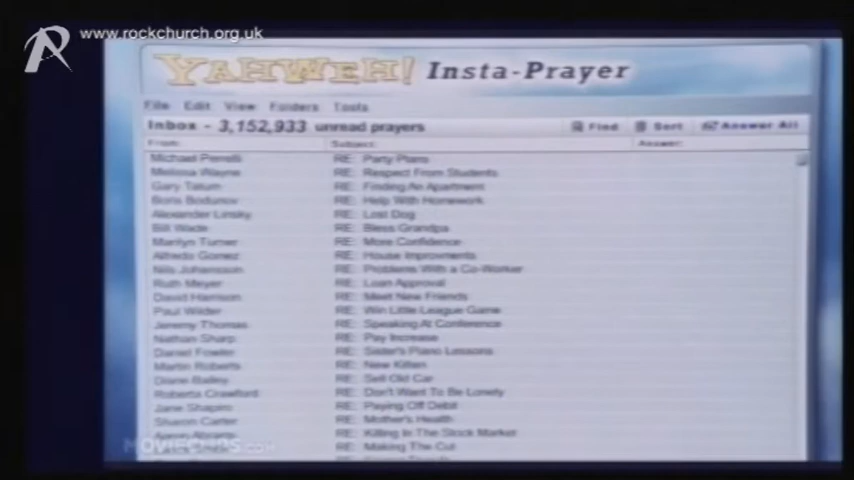 www.rockchurch.org.uk
YAHWEH! Insta-Prayer
File Edit View Folders Tools
Inbox - 3,152,933 unread prayers Find Sort Answer All
From: Subject: Answer:
Michael Perrelli RE: Party Plans
Melissa Wayne RE: Respect From Students
Gary Tatum RE: Finding An Apartment
Boris Bodunov RE: Help With Homework
Alexander Linsky RE: Lost Dog
Bill Wade RE: Bless Grandpa
Marilyn Turner RE: More Confidence
Alfredo Gomez RE: House Improvments
Nils Johansson RE: Problems With a Co-Worker
Ruth Meyer RE: Loan Approval
David Harrison RE: Meet New Friends
Paul Wilder RE: Win Little League Game
Jeremy Thomas RE: Speaking At Conference
Nathan Sharp RE: Pay Increase
Daniel Fowler RE: Sister's Piano Lessons
Martin Roberts RE: New Kitten
Diane Bailey RE: Sell Old Car
Roberta Crawford RE: Don't Want To Be Lonely
Jane Shapiro RE: Paying Off Debit
Sharon Carter RE: Mother's Health
RE: Killing In The Stock Market
RE: Making The Cut
MOVIECLIPS.COM